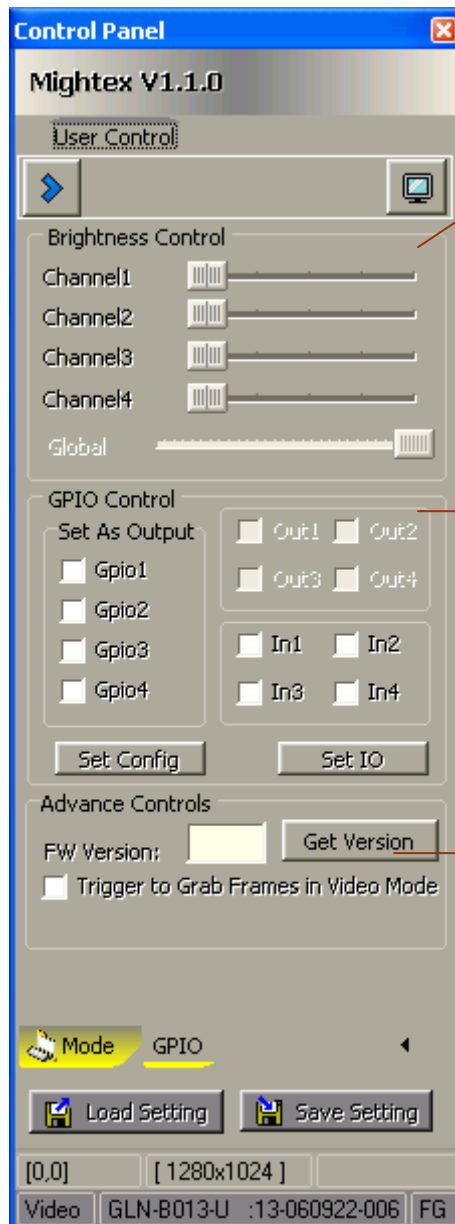 Control Panel
Mightex V1.1.0
User Control
Brightness Control
Channel1
Channel2
Channel3
Channel4
Global
GPIO Control
Set As Output
Gpio1
Gpio2
Gpio3
Gpio4
Out1 Out2
Out3 Out4
In1 In2
In3 In4
Set Config Set IO
Advance Controls
FW Version: Get Version
Trigger to Grab Frames in Video Mode
Mode GPIO
Load Setting Save Setting
[0,0] [ 1280x1024 ]
Video GLN-B013-U :13-060922-006 FG